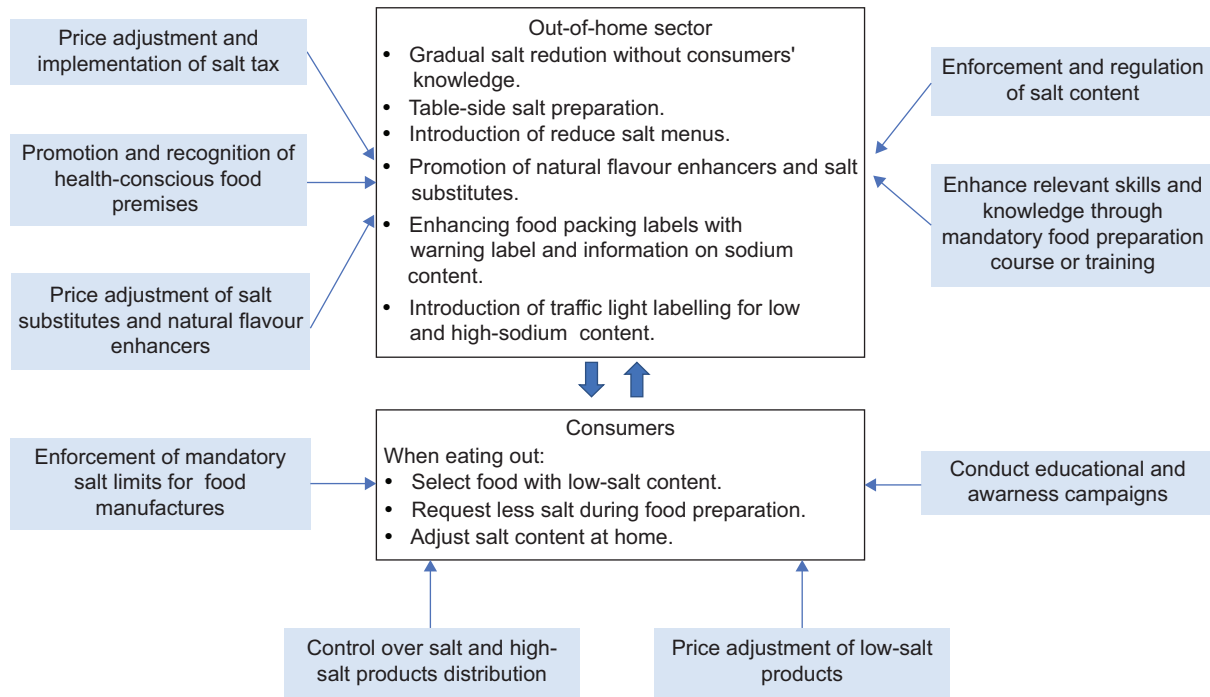 Price adjustment and
implementation of salt tax
Promotion and recognition of
health-conscious food
premises
Price adjustment of salt
substitutes and natural flavour
enhancers
Out-of-home sector
• Gradual salt redution without consumers'
knowledge.
• Table-side salt preparation.
• Introduction of reduce salt menus.
• Promotion of natural flavour enhancers and salt
substitutes.
• Enhancing food packing labels with
warning label and information on sodium
content.
• Introduction of traffic light labelling for low
and high-sodium content.
Enforcement and regulation
of salt content
Enhance relevant skills and
knowledge through
mandatory food preparation
course or training
Enforcement of mandatory
salt limits for food
manufactures
Consumers
When eating out:
• Select food with low-salt content.
• Request less salt during food preparation.
• Adjust salt content at home.
Conduct educational and
awarness campaigns
Control over salt and high-
salt products distribution
Price adjustment of low-salt
products